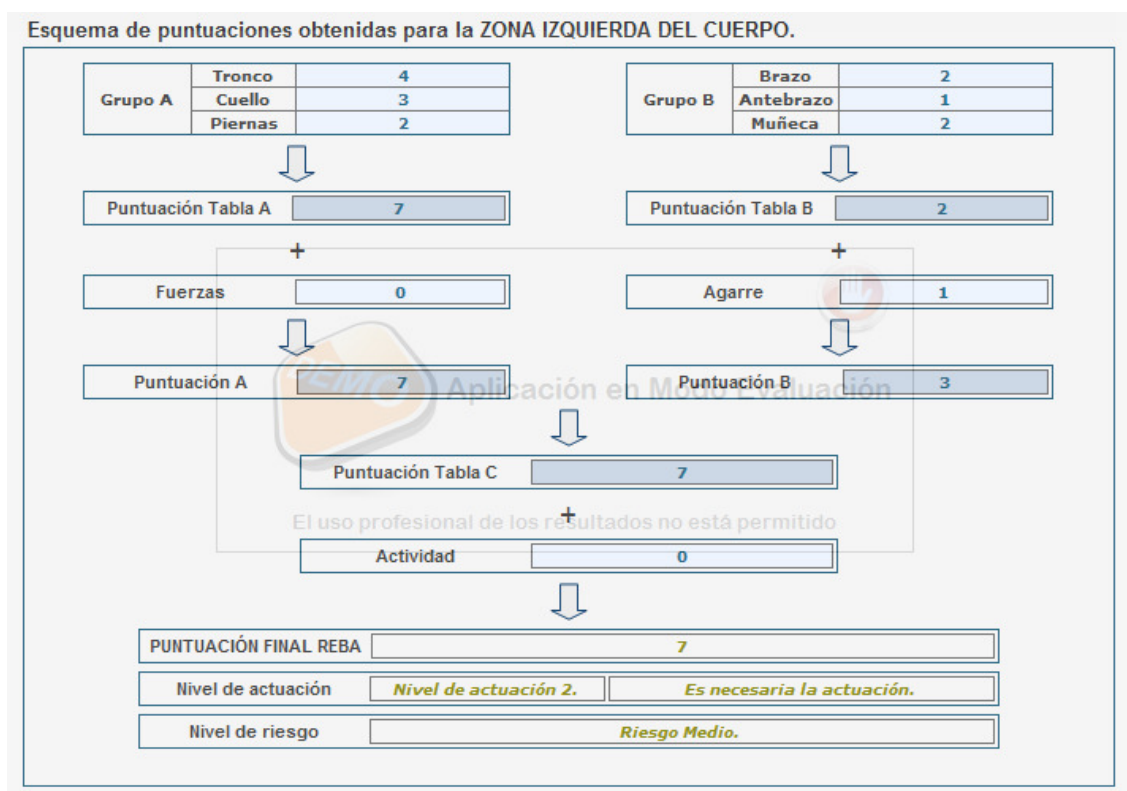 Esquema de puntuaciones obtenidas para la ZONA IZQUIERDA DEL CUERPO.
Grupo A
Tronco 4
Cuello 3
Piernas 2
Grupo B
Brazo 2
Antebrazo 1
Muñeca 2
Puntuación Tabla A 7
Puntuación Tabla B 2
+
+
Fuerzas 0
Agarre 1
Puntuación A 7
Puntuación B 3
DEMO
Aplicación en Modo Evaluación
Puntuación Tabla C 7
+
El uso profesional de los resultados no está permitido
Actividad 0
PUNTUACIÓN FINAL REBA 7
Nivel de actuación Nivel de actuación 2. Es necesaria la actuación.
Nivel de riesgo Riesgo Medio.